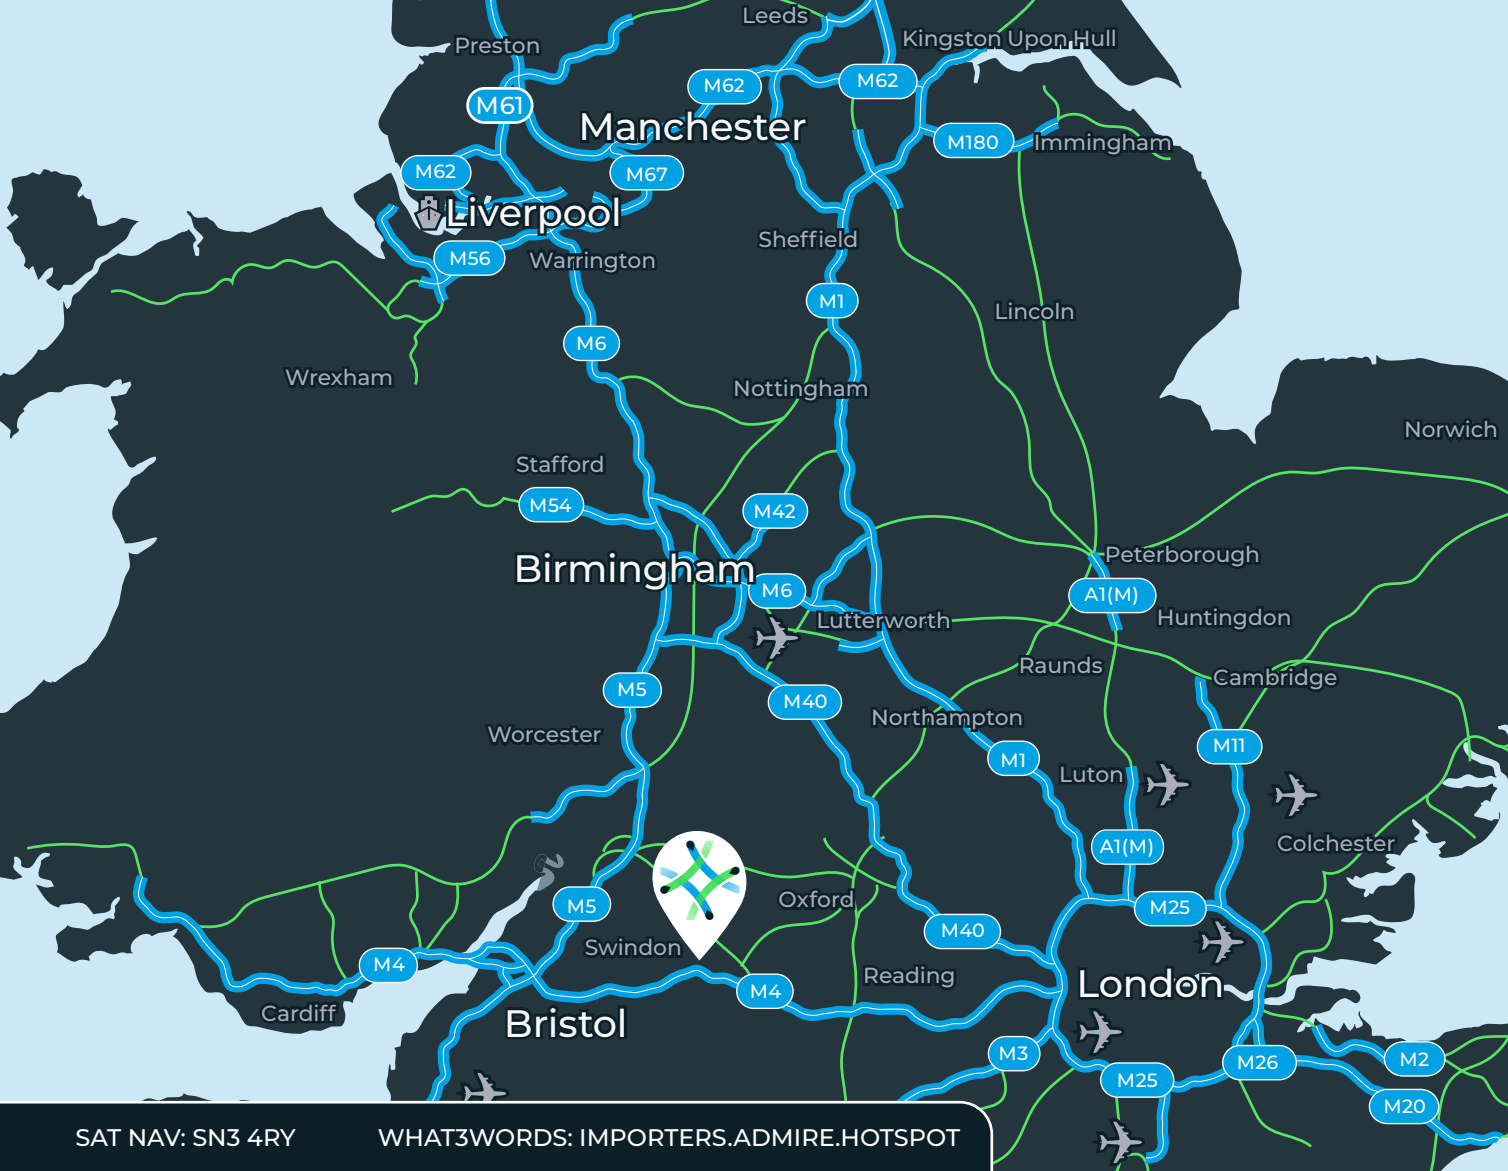 Leeds
Preston
Kingston Upon Hull
M62
M62
M61
Manchester
M180
Immingham
M62
M67
Liverpool
Sheffield
M56
Warrington
M1
Lincoln
M6
Wrexham
Nottingham
Norwich
Stafford
M54
M42
Peterborough
Birmingham
M6
A1(M)
Lutterworth
Huntingdon
Raunds
Cambridge
M5
M40
Northampton
Worcester
M11
M1
Luton
A1(M)
Colchester
Oxford
M5
M25
M40
Swindon
M4
Reading
M4
London
Cardiff
Bristol
M3
M26
M2
M25
M20
SAT NAV: SN3 4RY
WHAT3WORDS: IMPORTERS.ADMIRE.HOTSPOT